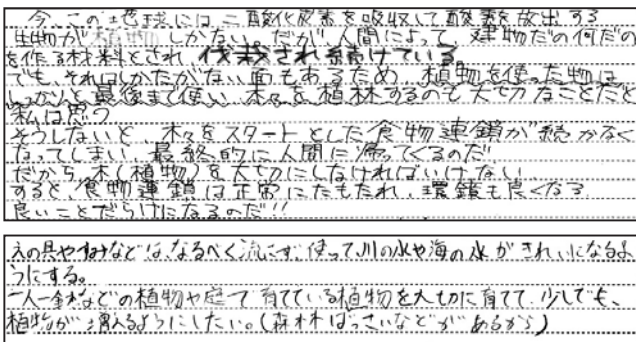 今、この地球には二酸化炭素を吸収して酸素を放出する
生物が植物しかない。だが、人間によって、建物だの何だの
を作る材料とされ、伐栽され続けている。
でも、それはしかたがない面もあるため、植物を使った物は
しっかりと最後まで使い、木々を植林するのも大切なことだと
私は思う
そうしないと、木々をスタートとした食物連鎖が続かなく
なってしまい、最終的に人間に帰ってくるのだ
だから、木(植物)を大切にしなければいけない
すると、食物連鎖は正常にたもたれ、環鎖も良くなる
良いことだらけになるのだ!!
えの具やすみなどは、なるべく流さず、使って川の水や海の水がきれいになるよ
うにする。
一人一鉢などの植物や庭で育てている植物を大切に育てて、少しでも、
植物が増えるようにしたい。(森林ばっさいなどがあるから)